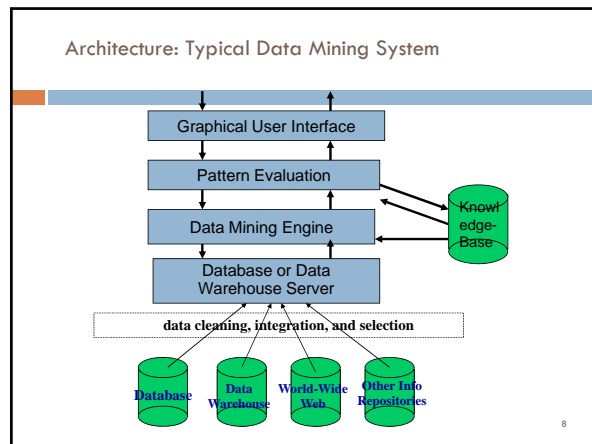 Architecture: Typical Data Mining System
Graphical User Interface
Pattern Evaluation
Data Mining Engine
Database or Data
Warehouse Server
Knowl
edge-
Base
data cleaning, integration, and selection
Database
Data
Warehouse
World-Wide
Web
Other Info
Repositories
8